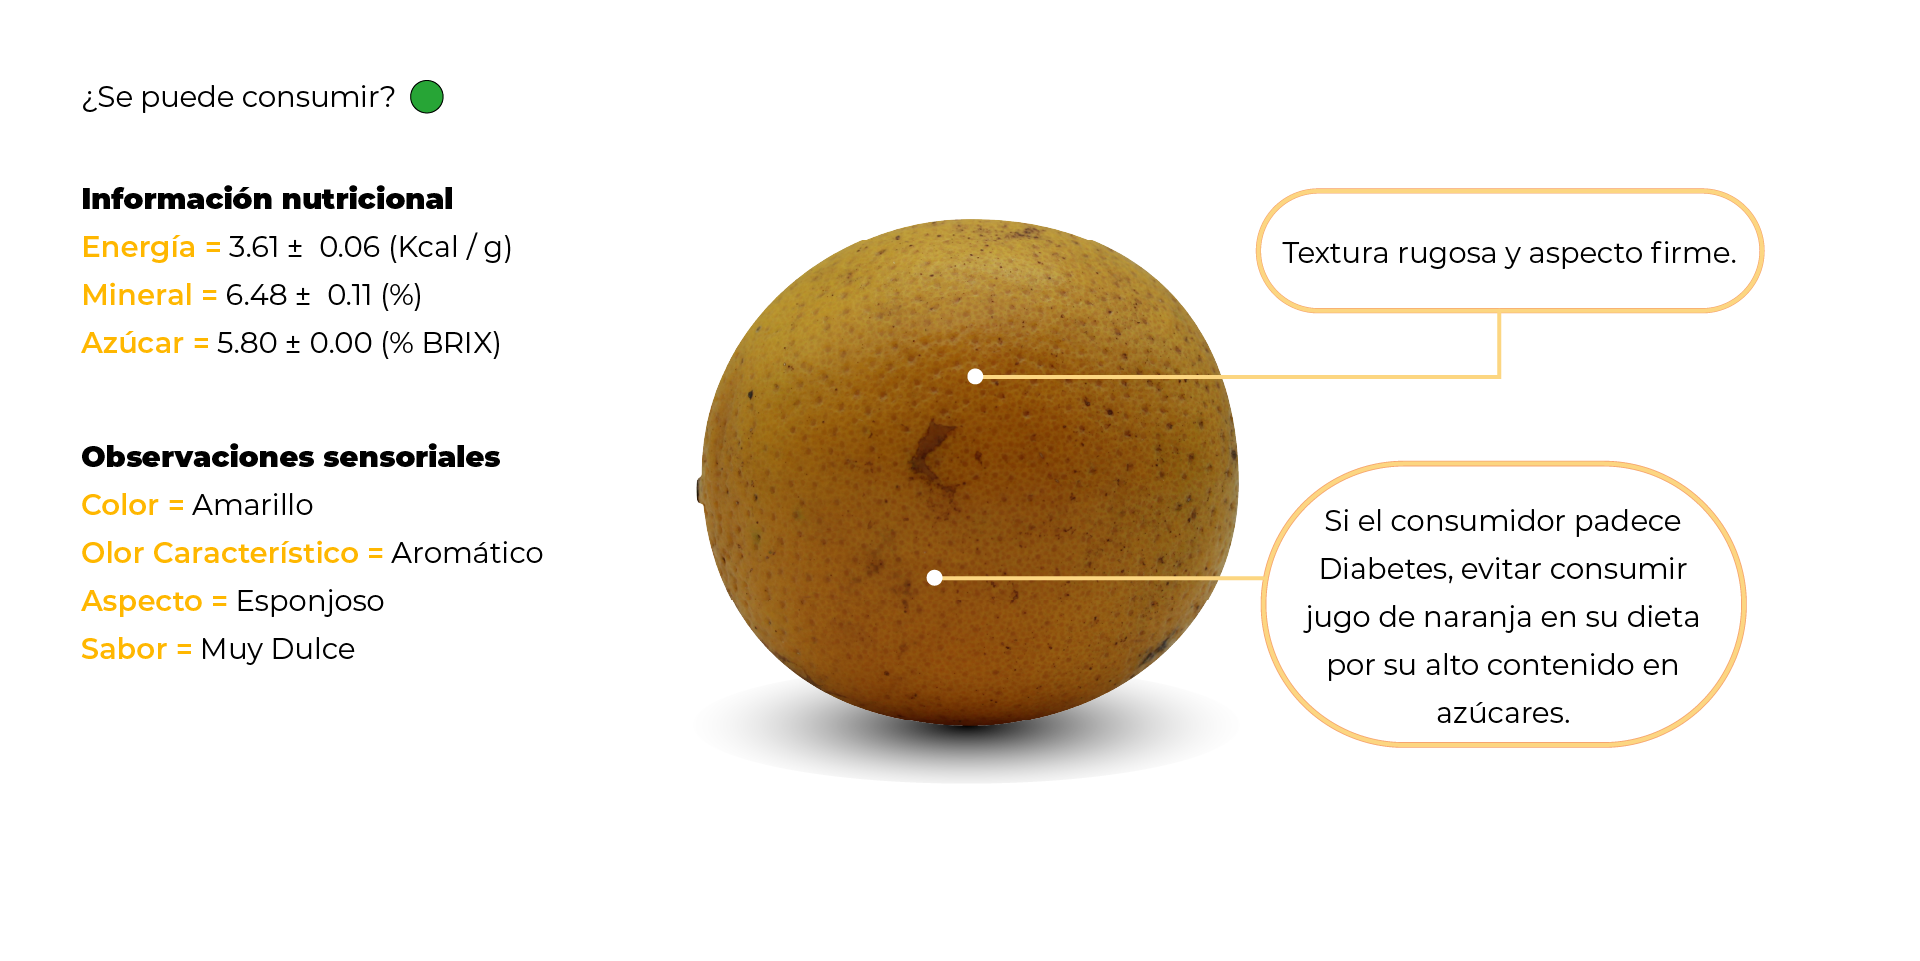 ¿Se puede consumir?
Información nutricional
Energía = 3.61 ±  0.06 (Kcal / g)
Mineral = 6.48 ±  0.11 (%)
Azúcar = 5.80 ± 0.00 (% BRIX)
Observaciones sensoriales
Color = Amarillo
Olor Característico = Aromático
Aspecto = Esponjoso
Sabor = Muy Dulce
Textura rugosa y aspecto firme.
Si el consumidor padece
Diabetes, evitar consumir
jugo de naranja en su dieta
por su alto contenido en
azúcares.